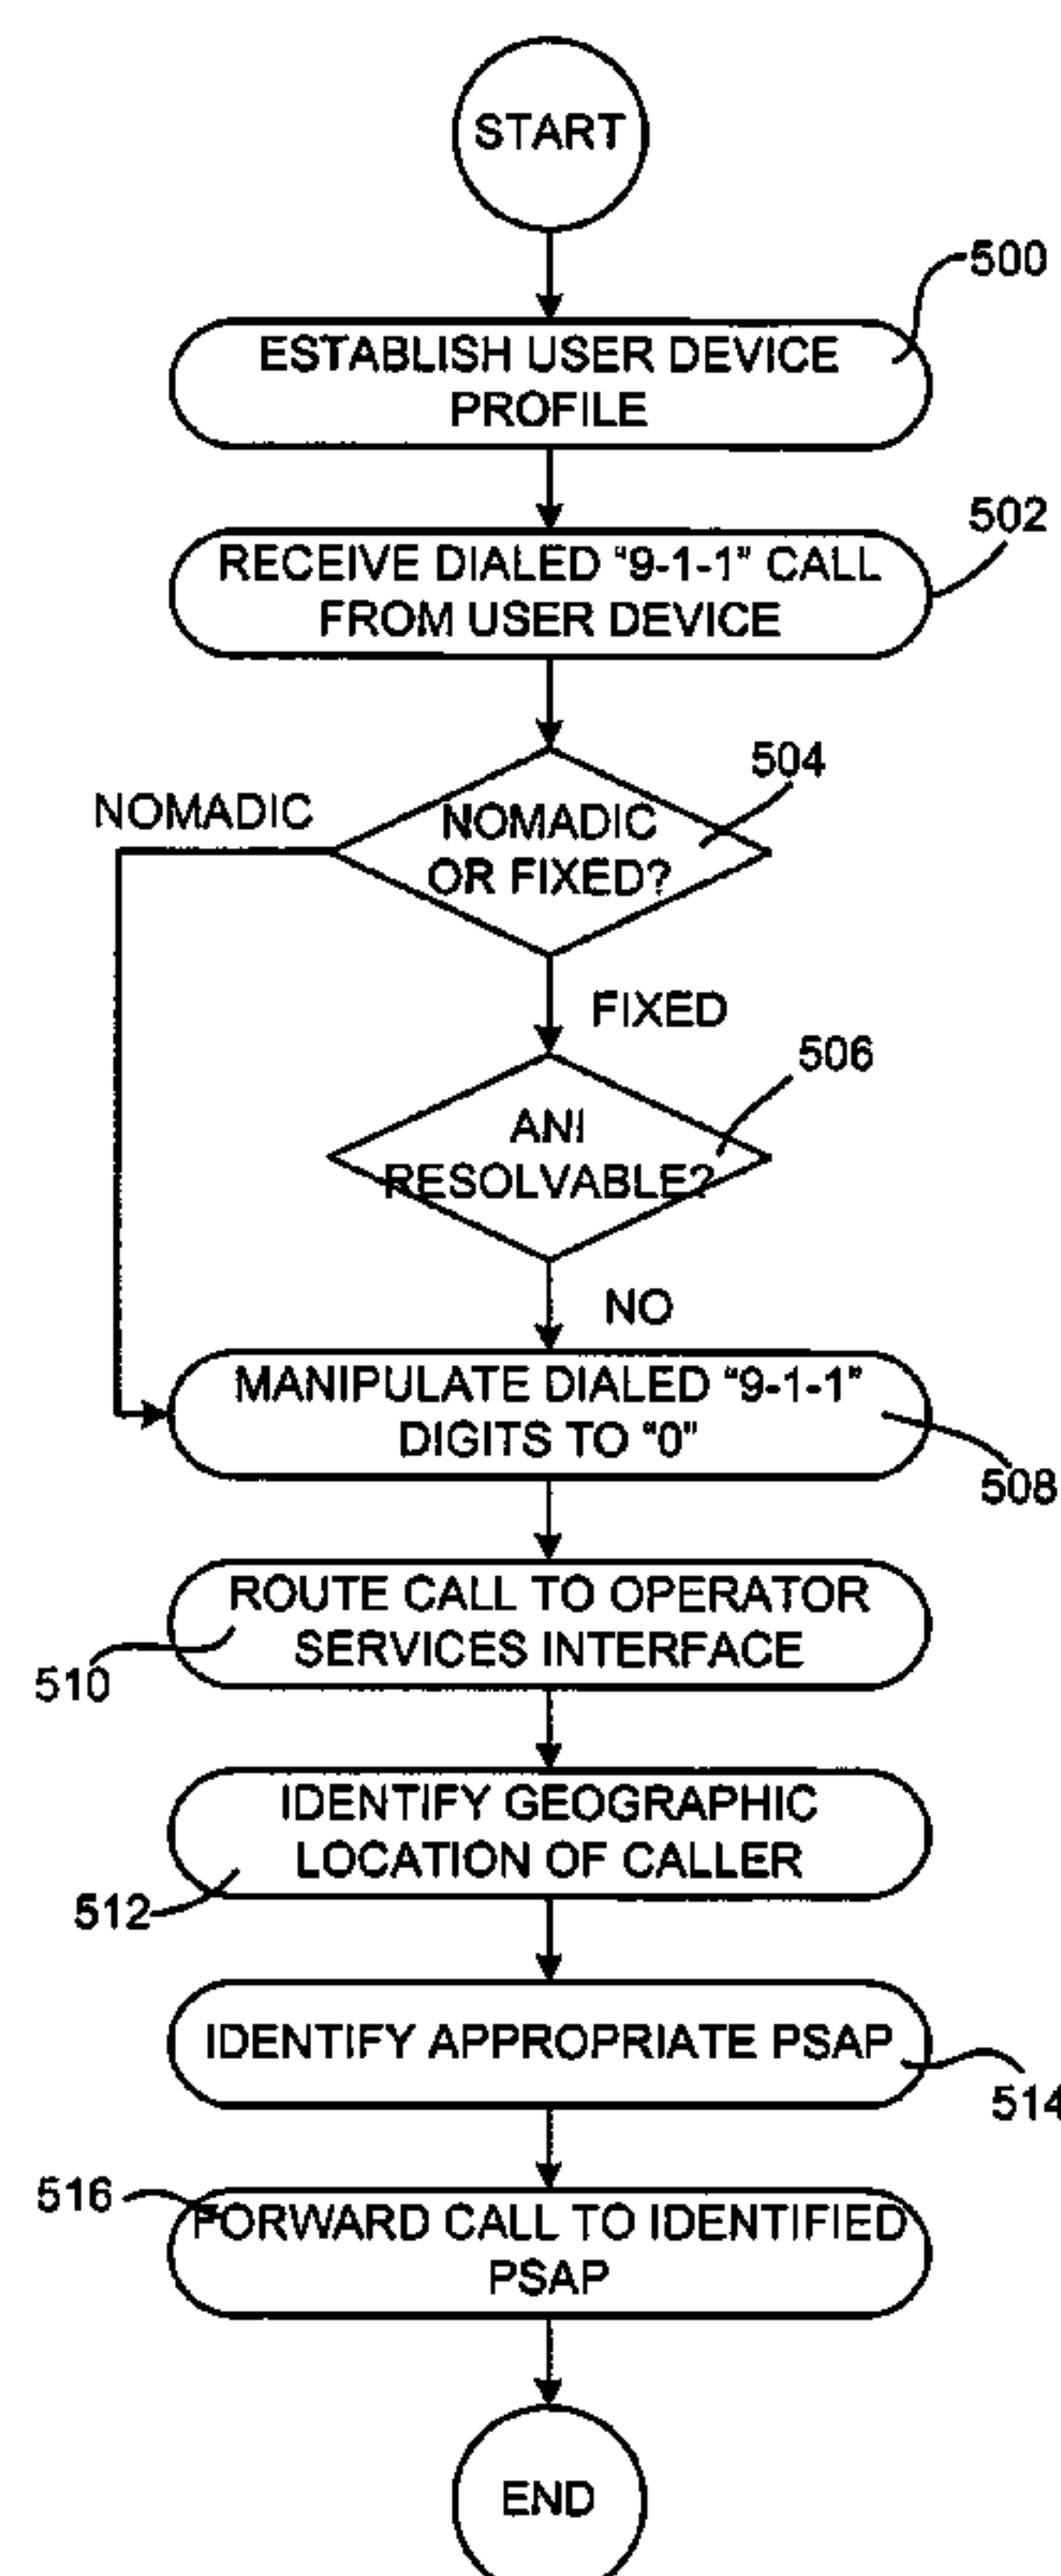 START
500
ESTABLISH USER DEVICE
PROFILE
502
RECEIVE DIALED “9-1-1” CALL
FROM USER DEVICE
504
NOMADIC
NOMADIC
OR FIXED?
FIXED
506
ANI
RESOLVABLE?
NO
MANIPULATE DIALED “9-1-1”
DIGITS TO “0”
508
ROUTE CALL TO OPERATOR
SERVICES INTERFACE
510
IDENTIFY GEOGRAPHIC
LOCATION OF CALLER
512
IDENTIFY APPROPRIATE PSAP
514
516
FORWARD CALL TO IDENTIFIED
PSAP
END